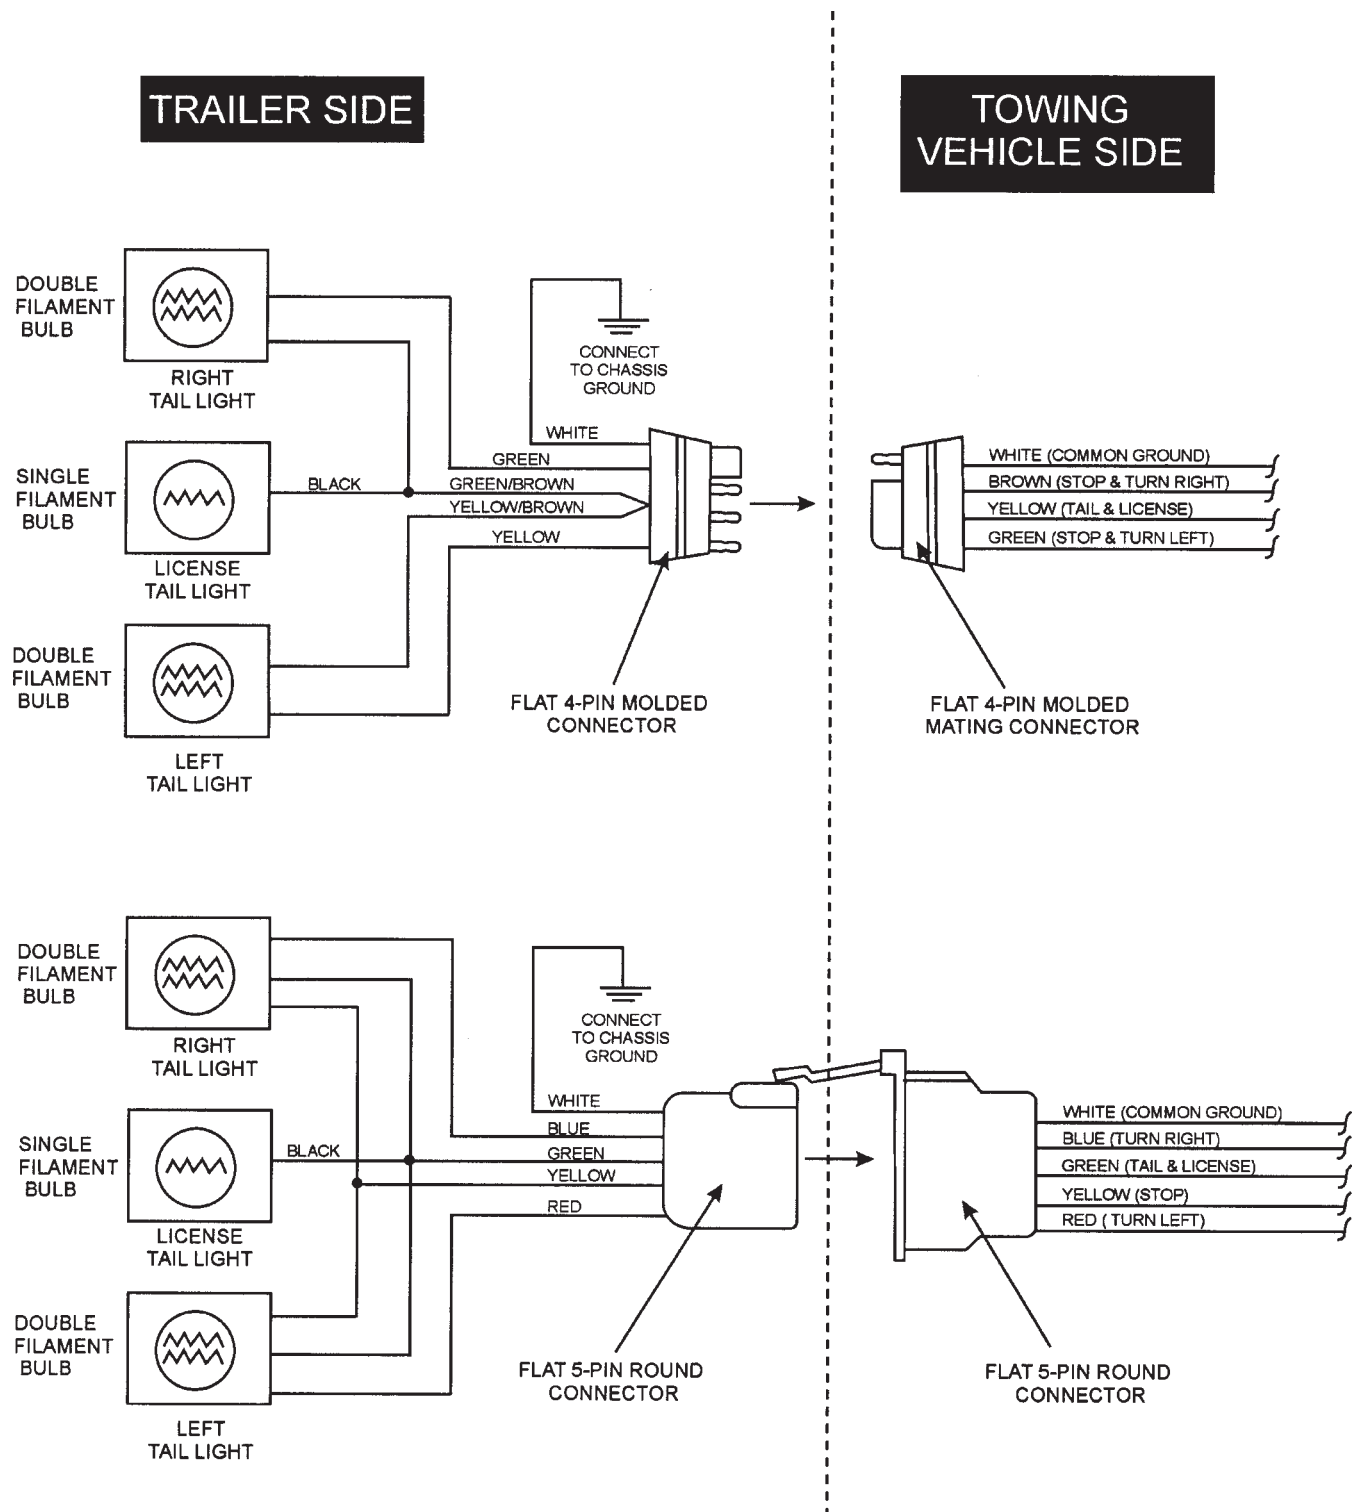 TRAILER SIDE
TOWING
VEHICLE SIDE
DOUBLE
FILAMENT
BULB
RIGHT
TAIL LIGHT
CONNECT
TO CHASSIS
GROUND
SINGLE
FILAMENT
BULB
LICENSE
TAIL LIGHT
BLACK
WHITE
GREEN
GREEN/BROWN
YELLOW/BROWN
YELLOW
WHITE (COMMON GROUND)
BROWN (STOP & TURN RIGHT)
YELLOW (TAIL & LICENSE)
GREEN (STOP & TURN LEFT)
DOUBLE
FILAMENT
BULB
LEFT
TAIL LIGHT
FLAT 4-PIN MOLDED
CONNECTOR
FLAT 4-PIN MOLDED
MATING CONNECTOR
DOUBLE
FILAMENT
BULB
RIGHT
TAIL LIGHT
CONNECT
TO CHASSIS
GROUND
SINGLE
FILAMENT
BULB
LICENSE
TAIL LIGHT
BLACK
WHITE
BLUE
GREEN
YELLOW
RED
WHITE (COMMON GROUND)
BLUE (TURN RIGHT)
GREEN (TAIL & LICENSE)
YELLOW (STOP)
RED ( TURN LEFT)
DOUBLE
FILAMENT
BULB
LEFT
TAIL LIGHT
FLAT 5-PIN ROUND
CONNECTOR
FLAT 5-PIN ROUND
CONNECTOR